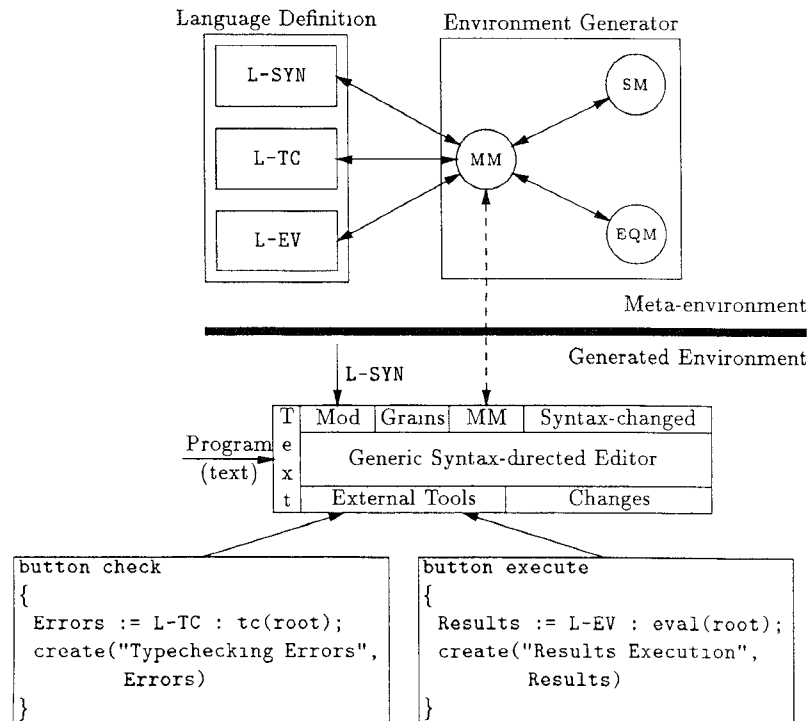 Language Definition
Environment Generator
L-SYN
SM
L-TC
MM
L-EV
EQM
Meta-environment
Generated Environment
L-SYN
Text
Mod
Grains
MM
Syntax-changed
Program
(text)
Generic Syntax-directed Editor
External Tools
Changes
button check
{
Errors := L-TC : tc(root);
create("Typechecking Errors",
Errors)
}
button execute
{
Results := L-EV : eval(root);
create("Results Execution",
Results)
}